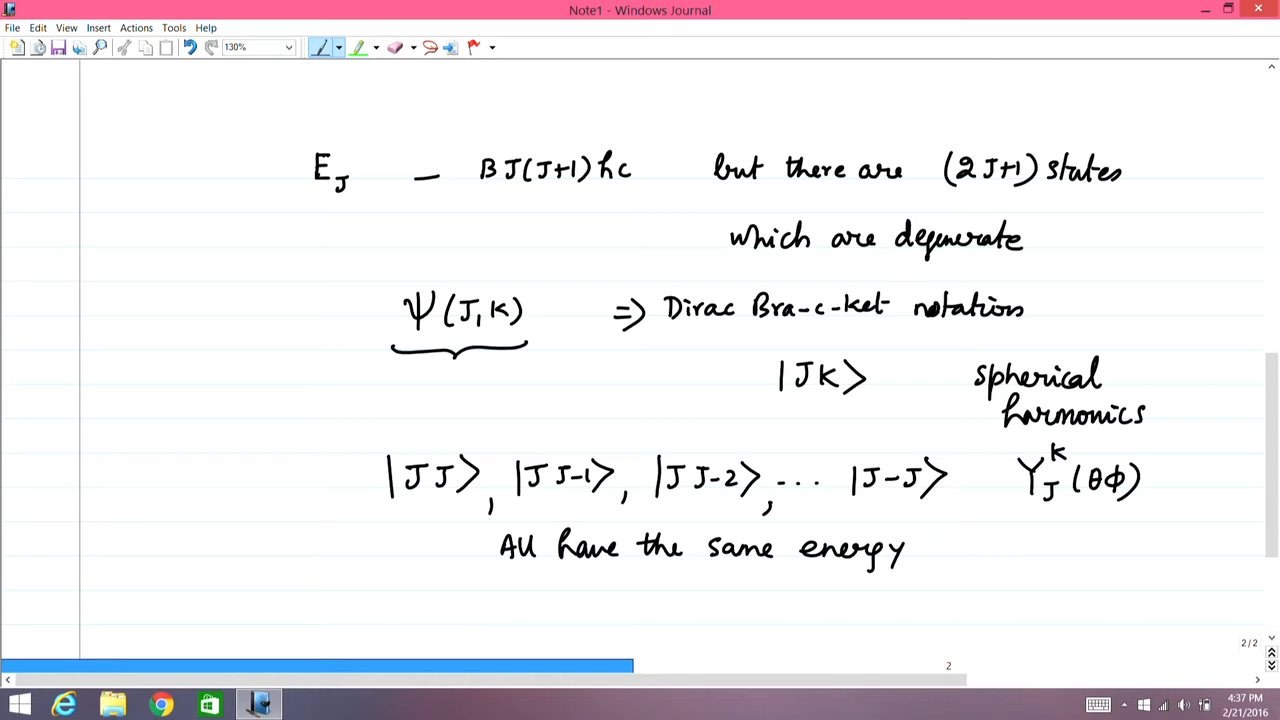 Note1 - Windows Journal
File Edit View Insert Actions Tools Help
130%
E_J — BJ(J+1)hc but there are (2J+1) states
which are degenerate
Ψ(J,K) ⇒ Dirac Bra-c-ket notation
|JK⟩ spherical
harmonics
|JJ⟩, |JJ-1⟩, |JJ-2⟩, ... |J-J⟩ Y_J^K(θϕ)
All have the same energy
2/2
2
4:37 PM
2/21/2016